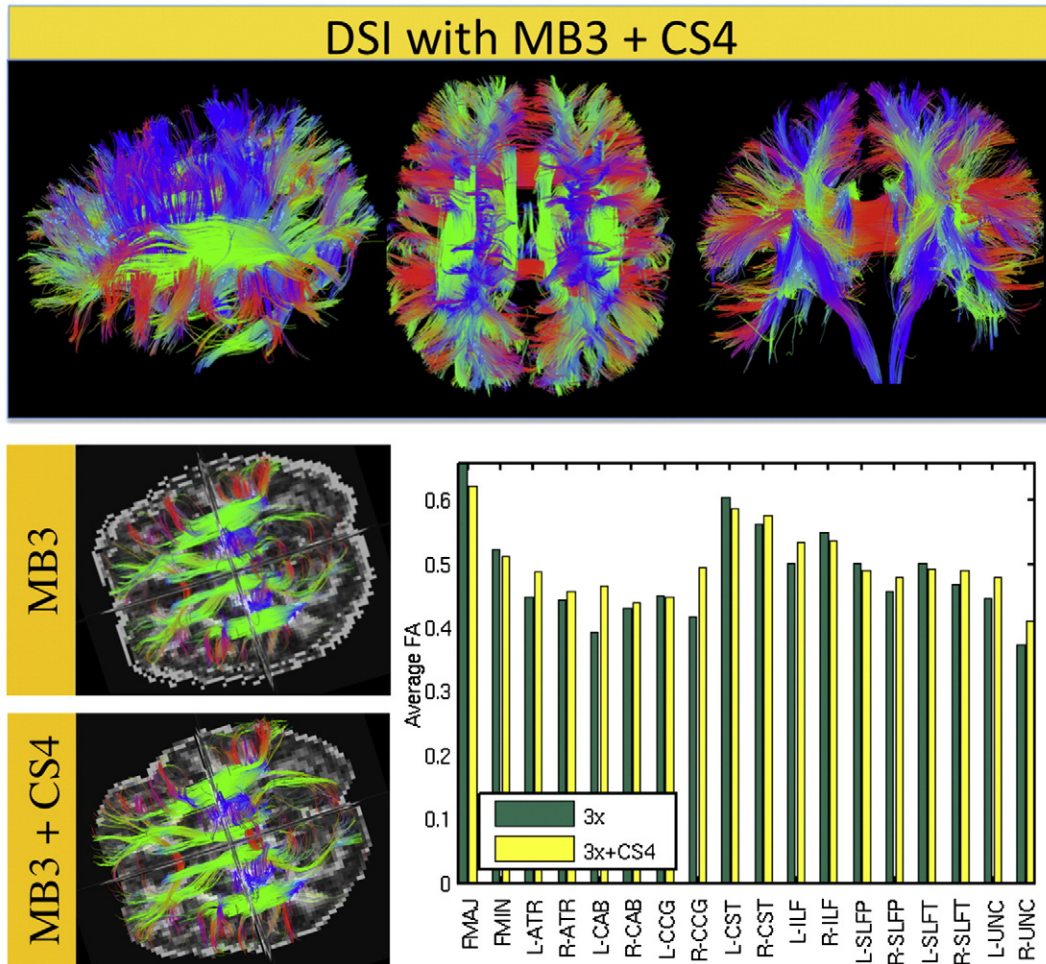 DSI with MB3 + CS4
MB3
MB3 + CS4
Average FA
0.6
0.5
0.4
0.3
0.2
0.1
0
3x
3x+CS4
FMAJ
FMIN
L-ATR
R-ATR
L-CAB
R-CAB
L-CCG
R-CCG
L-CST
R-CST
L-ILF
R-ILF
L-SLFP
R-SLFP
L-SLFT
R-SLFT
L-UNC
R-UNC